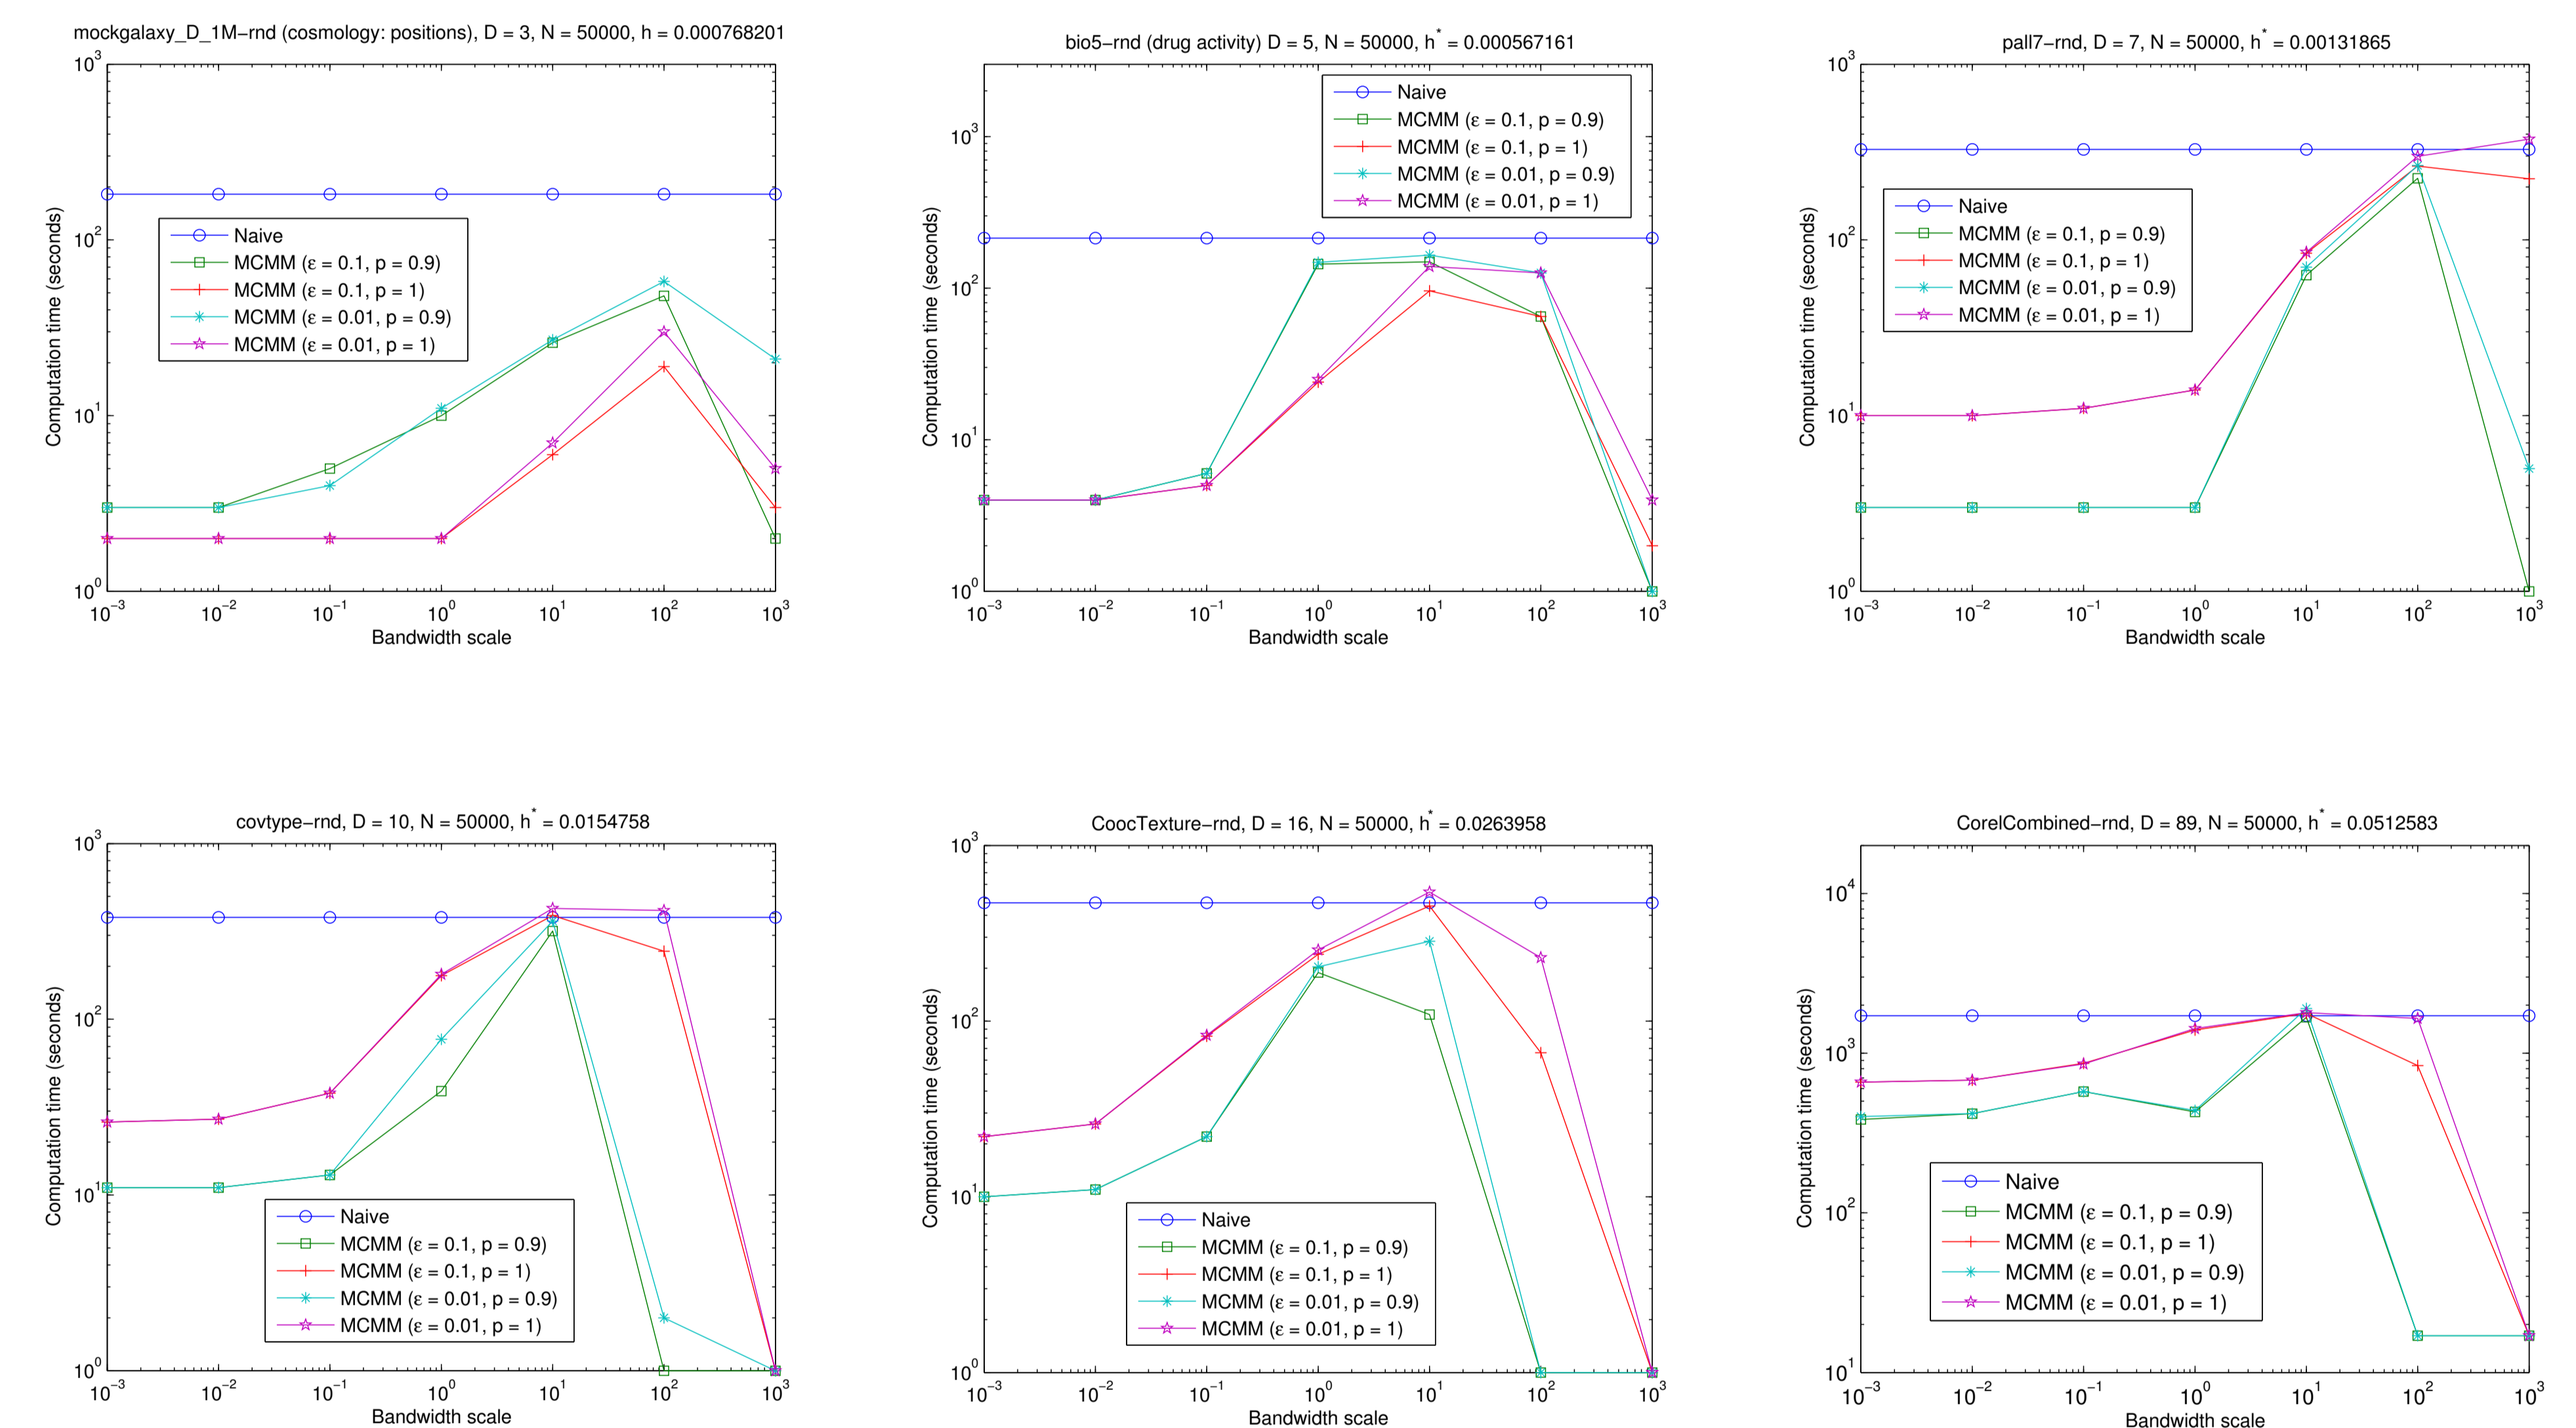 mockgalaxy_D_1M−rnd (cosmology: positions), D = 3, N = 50000, h = 0.000768201
10^3
10^2
10^1
10^0
Computation time (seconds)
Naive
MCMM (ε = 0.1, p = 0.9)
MCMM (ε = 0.1, p = 1)
MCMM (ε = 0.01, p = 0.9)
MCMM (ε = 0.01, p = 1)
10^−3 10^−2 10^−1 10^0 10^1 10^2 10^3
Bandwidth scale
bio5−rnd (drug activity) D = 5, N = 50000, h^* = 0.000567161
10^3
10^2
10^1
10^0
Computation time (seconds)
Naive
MCMM (ε = 0.1, p = 0.9)
MCMM (ε = 0.1, p = 1)
MCMM (ε = 0.01, p = 0.9)
MCMM (ε = 0.01, p = 1)
10^−3 10^−2 10^−1 10^0 10^1 10^2 10^3
Bandwidth scale
pall7−rnd, D = 7, N = 50000, h^* = 0.00131865
10^3
10^2
10^1
10^0
Computation time (seconds)
Naive
MCMM (ε = 0.1, p = 0.9)
MCMM (ε = 0.1, p = 1)
MCMM (ε = 0.01, p = 0.9)
MCMM (ε = 0.01, p = 1)
10^−3 10^−2 10^−1 10^0 10^1 10^2 10^3
Bandwidth scale
covtype−rnd, D = 10, N = 50000, h^* = 0.0154758
10^3
10^2
10^1
10^0
Computation time (seconds)
Naive
MCMM (ε = 0.1, p = 0.9)
MCMM (ε = 0.1, p = 1)
MCMM (ε = 0.01, p = 0.9)
MCMM (ε = 0.01, p = 1)
10^−3 10^−2 10^−1 10^0 10^1 10^2 10^3
Bandwidth scale
CoocTexture−rnd, D = 16, N = 50000, h^* = 0.0263958
10^3
10^2
10^1
10^0
Computation time (seconds)
Naive
MCMM (ε = 0.1, p = 0.9)
MCMM (ε = 0.1, p = 1)
MCMM (ε = 0.01, p = 0.9)
MCMM (ε = 0.01, p = 1)
10^−3 10^−2 10^−1 10^0 10^1 10^2 10^3
Bandwidth scale
CorelCombined−rnd, D = 89, N = 50000, h^* = 0.0512583
10^4
10^3
10^2
10^1
Computation time (seconds)
Naive
MCMM (ε = 0.1, p = 0.9)
MCMM (ε = 0.1, p = 1)
MCMM (ε = 0.01, p = 0.9)
MCMM (ε = 0.01, p = 1)
10^−3 10^−2 10^−1 10^0 10^1 10^2 10^3
Bandwidth scale